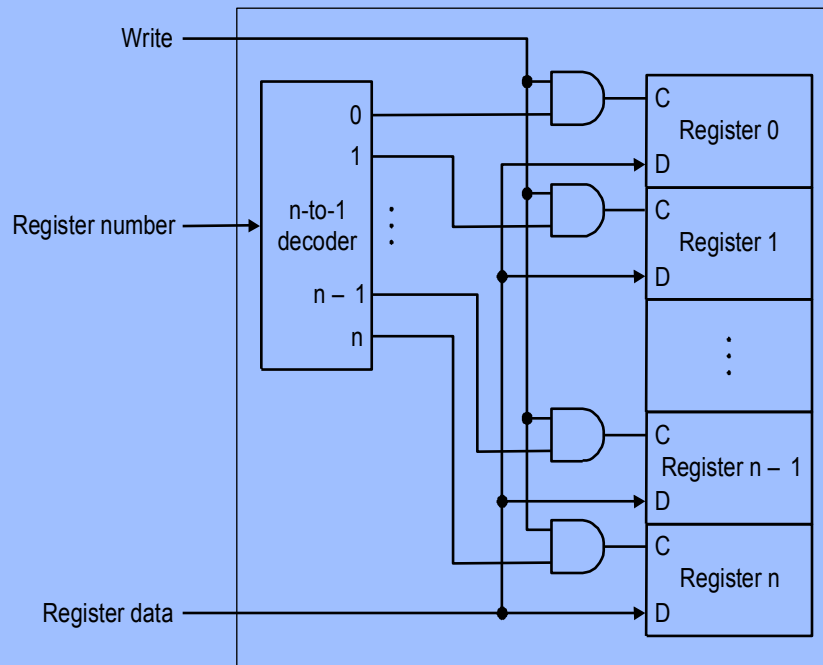 Write
0
C
Register 0
1
D
Register number
n-to-1
decoder
⋮
C
Register 1
D
n – 1
n
⋮
C
Register n – 1
D
C
Register n
Register data
D